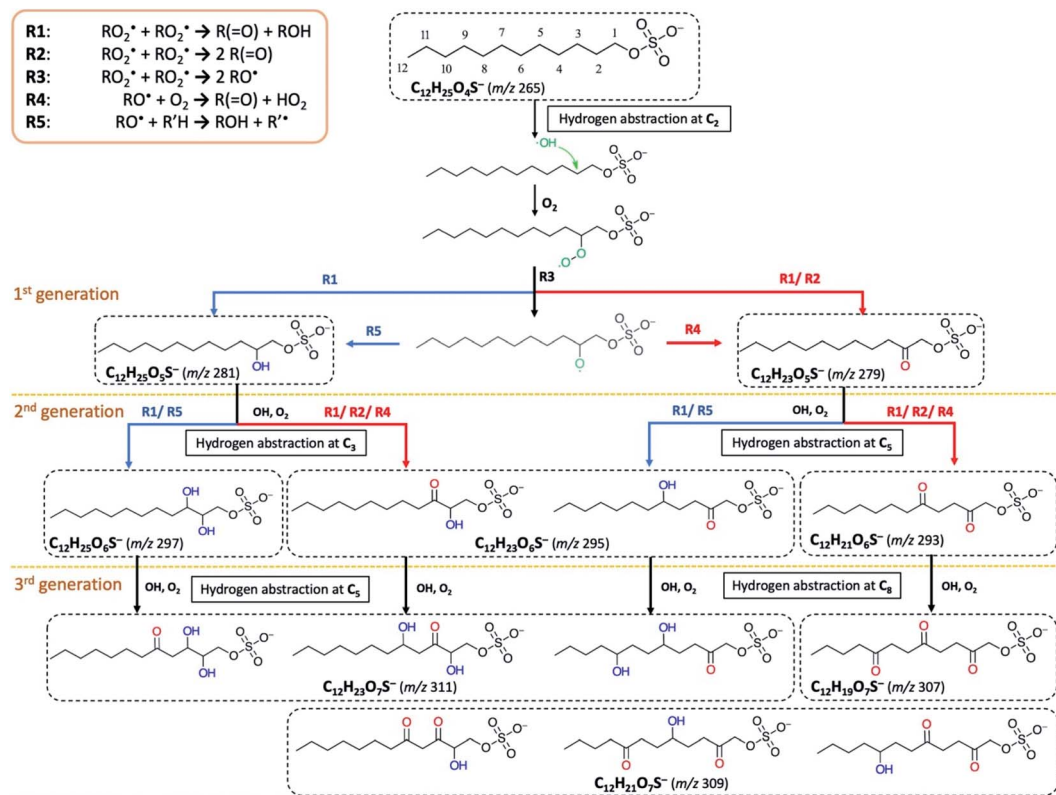 R1: RO₂• + RO₂• → R(=O) + ROH
R2: RO₂• + RO₂• → 2 R(=O)
R3: RO₂• + RO₂• → 2 RO•
R4: RO• + O₂ → R(=O) + HO₂
R5: RO• + R'H → ROH + R'•
11 9 7 5 3 1
12 10 8 6 4 2
O O S O O⁻
C₁₂H₂₅O₄S⁻ (m/z 265)
Hydrogen abstraction at C₂
·OH
O O S O O⁻
O₂
O O S O O⁻
·O O
R3
R1
R1/ R2
1st generation
O O S O O⁻
OH
C₁₂H₂₅O₅S⁻ (m/z 281)
R5
O O S O O⁻
O·
R4
O O S O O⁻
O
C₁₂H₂₃O₅S⁻ (m/z 279)
2nd generation
R1/ R5
OH, O₂
R1/ R2/ R4
Hydrogen abstraction at C₃
R1/ R5
OH, O₂
R1/ R2/ R4
Hydrogen abstraction at C₅
OH O O S O O⁻
OH
O O O S O O⁻
OH
OH O O S O O⁻
O
O O O S O O⁻
O
C₁₂H₂₅O₆S⁻ (m/z 297)
C₁₂H₂₃O₆S⁻ (m/z 295)
C₁₂H₂₁O₆S⁻ (m/z 293)
3rd generation
OH, O₂
Hydrogen abstraction at C₅
OH, O₂
OH, O₂
Hydrogen abstraction at C₈
OH, O₂
O OH O O S O O⁻
OH
OH O O O S O O⁻
OH
OH O O S O O⁻
OH O
O O O S O O⁻
O O
C₁₂H₂₃O₇S⁻ (m/z 311)
C₁₂H₁₉O₇S⁻ (m/z 307)
O O O O S O O⁻
OH
OH O O S O O⁻
O O
O O O S O O⁻
OH O
C₁₂H₂₁O₇S⁻ (m/z 309)